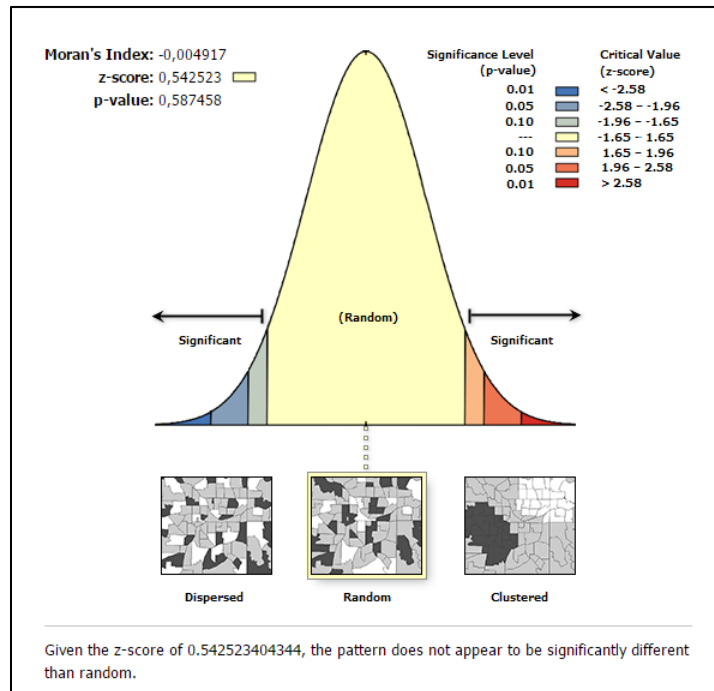 Moran's Index: -0,004917
z-score: 0,542523
p-value: 0,587458
Significance Level
(p-value)
Critical Value
(z-score)
0.01 < -2.58
0.05 -2.58 – -1.96
0.10 -1.96 – -1.65
--- -1.65 – 1.65
0.10 1.65 – 1.96
0.05 1.96 – 2.58
0.01 > 2.58
(Random)
Significant
Significant
Dispersed
Random
Clustered
Given the z-score of 0.542523404344, the pattern does not appear to be significantly different
than random.